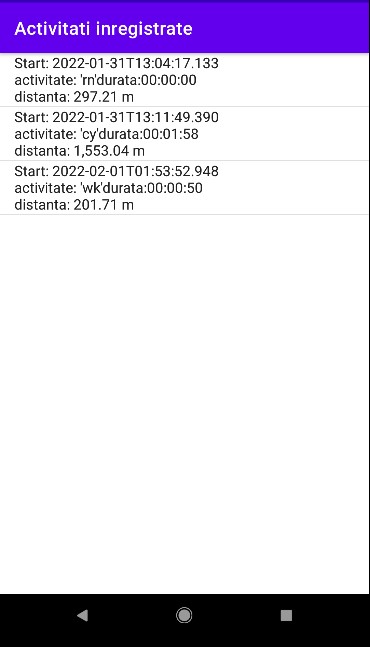 Activitati inregistrate
Start: 2022-01-31T13:04:17.133
activitate: 'rn'durata:00:00:00
distanta: 297.21 m
Start: 2022-01-31T13:11:49.390
activitate: 'cy'durata:00:01:58
distanta: 1,553.04 m
Start: 2022-02-01T01:53:52.948
activitate: 'wk'durata:00:00:50
distanta: 201.71 m